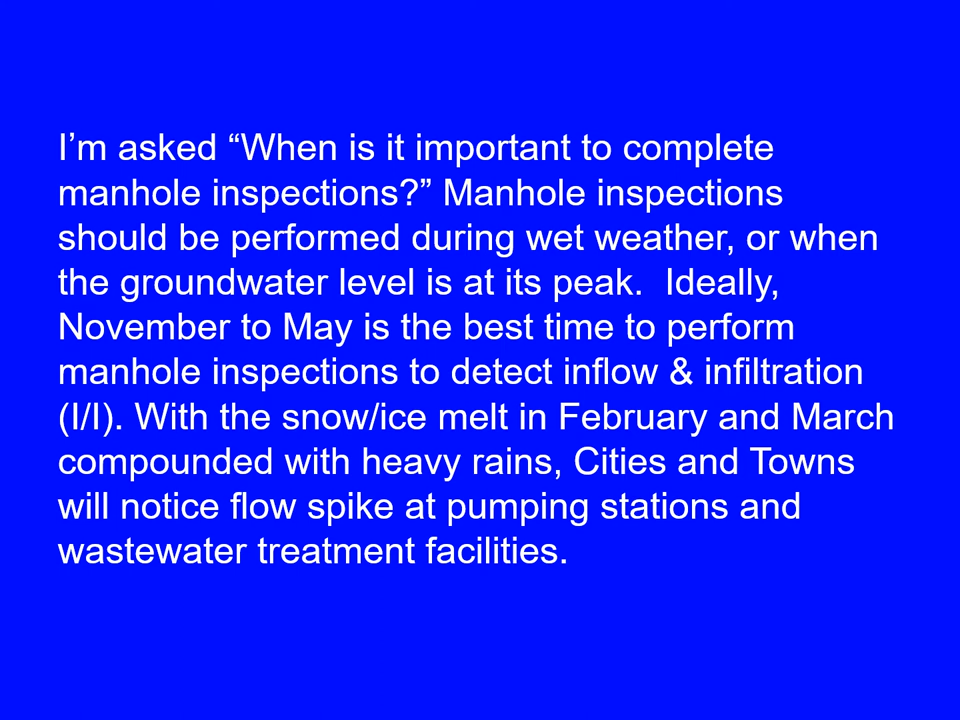 I’m asked “When is it important to complete
manhole inspections?” Manhole inspections
should be performed during wet weather, or when
the groundwater level is at its peak.  Ideally,
November to May is the best time to perform
manhole inspections to detect inflow & infiltration
(I/I). With the snow/ice melt in February and March
compounded with heavy rains, Cities and Towns
will notice flow spike at pumping stations and
wastewater treatment facilities.